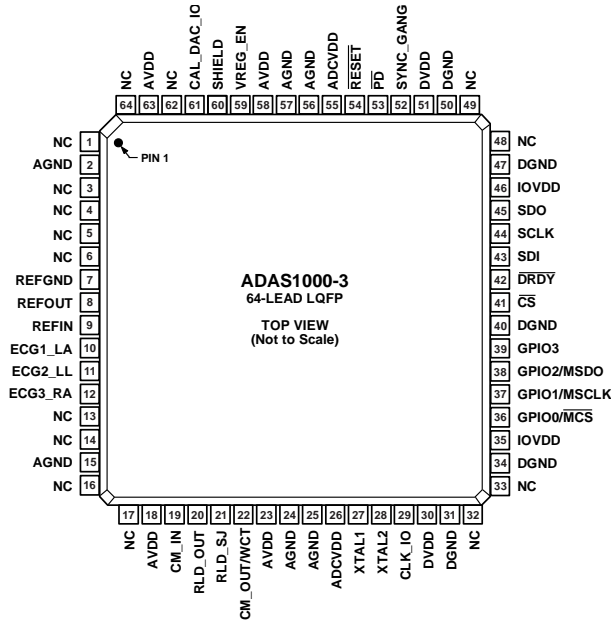 NC
AVDD
NC
CAL_DAC_IO
SHIELD
VREG_EN
AVDD
AGND
AGND
ADCVDD
RESET
PD
SYNC_GANG
DVDD
DGND
NC
64 63 62 61 60 59 58 57 56 55 54 53 52 51 50 49
NC 1
AGND 2
NC 3
NC 4
NC 5
NC 6
REFGND 7
REFOUT 8
REFIN 9
ECG1_LA 10
ECG2_LL 11
ECG3_RA 12
NC 13
NC 14
AGND 15
NC 16
PIN 1
ADAS1000-3
64-LEAD LQFP
TOP VIEW
(Not to Scale)
48 NC
47 DGND
46 IOVDD
45 SDO
44 SCLK
43 SDI
42 DRDY
41 CS
40 DGND
39 GPIO3
38 GPIO2/MSDO
37 GPIO1/MSCLK
36 GPIO0/MCS
35 IOVDD
34 DGND
33 NC
17 18 19 20 21 22 23 24 25 26 27 28 29 30 31 32
NC
AVDD
CM_IN
RLD_OUT
RLD_SJ
CM_OUT/WCT
AVDD
AGND
AGND
ADCVDD
XTAL1
XTAL2
CLK_IO
DVDD
DGND
NC